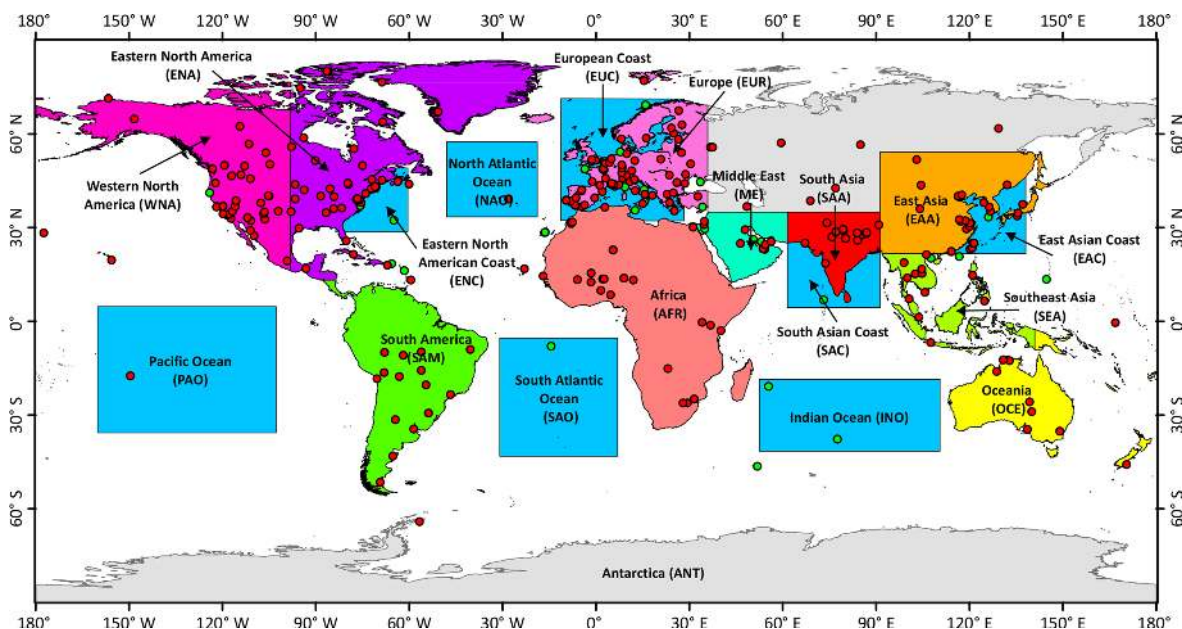 180° 150° W 120° W 90° W 60° W 30° W 0° 30° E 60° E 90° E 120° E 150° E 180°
Eastern North America
(ENA)
European Coast
(EUC)
Europe (EUR)
60° N
60° N
North Atlantic
Ocean
(NAO)
Western North
America (WNA)
Middle East
(ME)
South Asia
(SAA)
East Asia
(EAA)
30° N
30° N
Eastern North
American Coast
(ENC)
East Asian Coast
(EAC)
Africa
(AFR)
Southeast Asia
(SEA)
South Asian Coast
(SAC)
0°
0°
Pacific Ocean
(PAO)
South America
(SAM)
South Atlantic
Ocean
(SAO)
Indian Ocean (INO)
Oceania
(OCE)
30° S
30° S
60° S
60° S
Antarctica (ANT)
180° 150° W 120° W 90° W 60° W 30° W 0° 30° E 60° E 90° E 120° E 150° E 180°